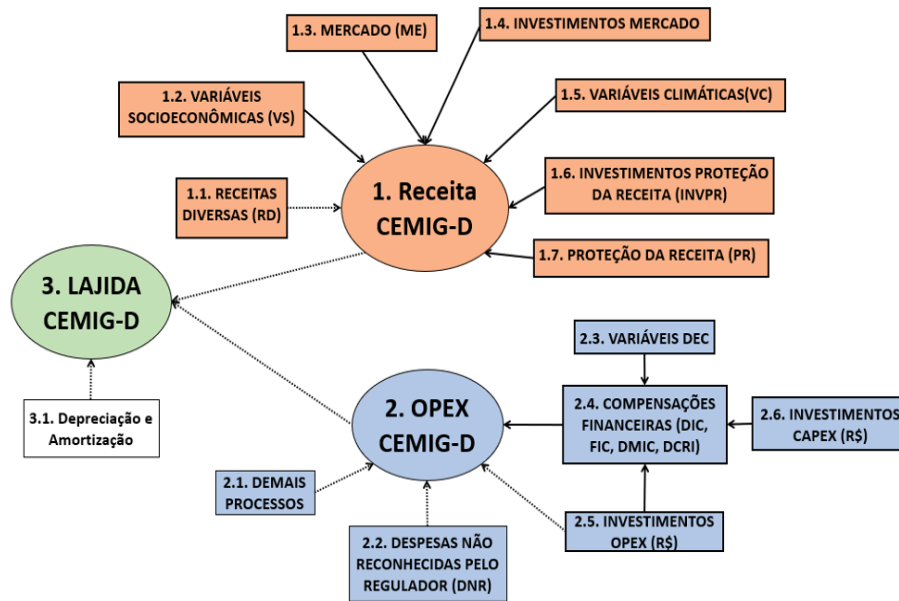 1.3. MERCADO (ME)
1.4. INVESTIMENTOS MERCADO
1.2. VARIÁVEIS
SOCIOECONÔMICAS (VS)
1.5. VARIÁVEIS CLIMÁTICAS(VC)
1.1. RECEITAS
DIVERSAS (RD)
1. Receita
CEMIG-D
1.6. INVESTIMENTOS PROTEÇÃO
DA RECEITA (INVPR)
1.7. PROTEÇÃO DA RECEITA (PR)
3. LAJIDA
CEMIG-D
3.1. Depreciação e
Amortização
2. OPEX
CEMIG-D
2.3. VARIÁVEIS DEC
2.4. COMPENSAÇÕES
FINANCEIRAS (DIC,
FIC, DMIC, DCRI)
2.6. INVESTIMENTOS
CAPEX (R$)
2.1. DEMAIS
PROCESSOS
2.2. DESPESAS NÃO
RECONHECIDAS PELO
REGULADOR (DNR)
2.5. INVESTIMENTOS
OPEX (R$)